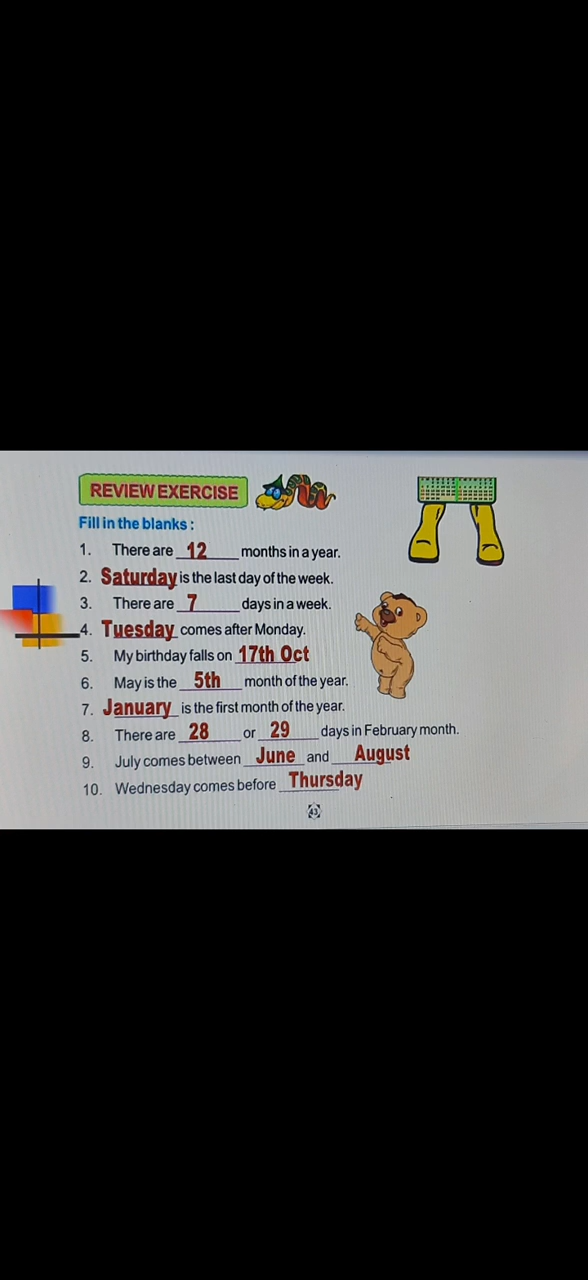 REVIEW EXERCISE
Fill in the blanks :
1. There are 12 months in a year.
2. Saturday is the last day of the week.
3. There are 7 days in a week.
4. Tuesday comes after Monday.
5. My birthday falls on 17th Oct
6. May is the 5th month of the year.
7. January is the first month of the year.
8. There are 28 or 29 days in February month.
9. July comes between June and August
10. Wednesday comes before Thursday
43